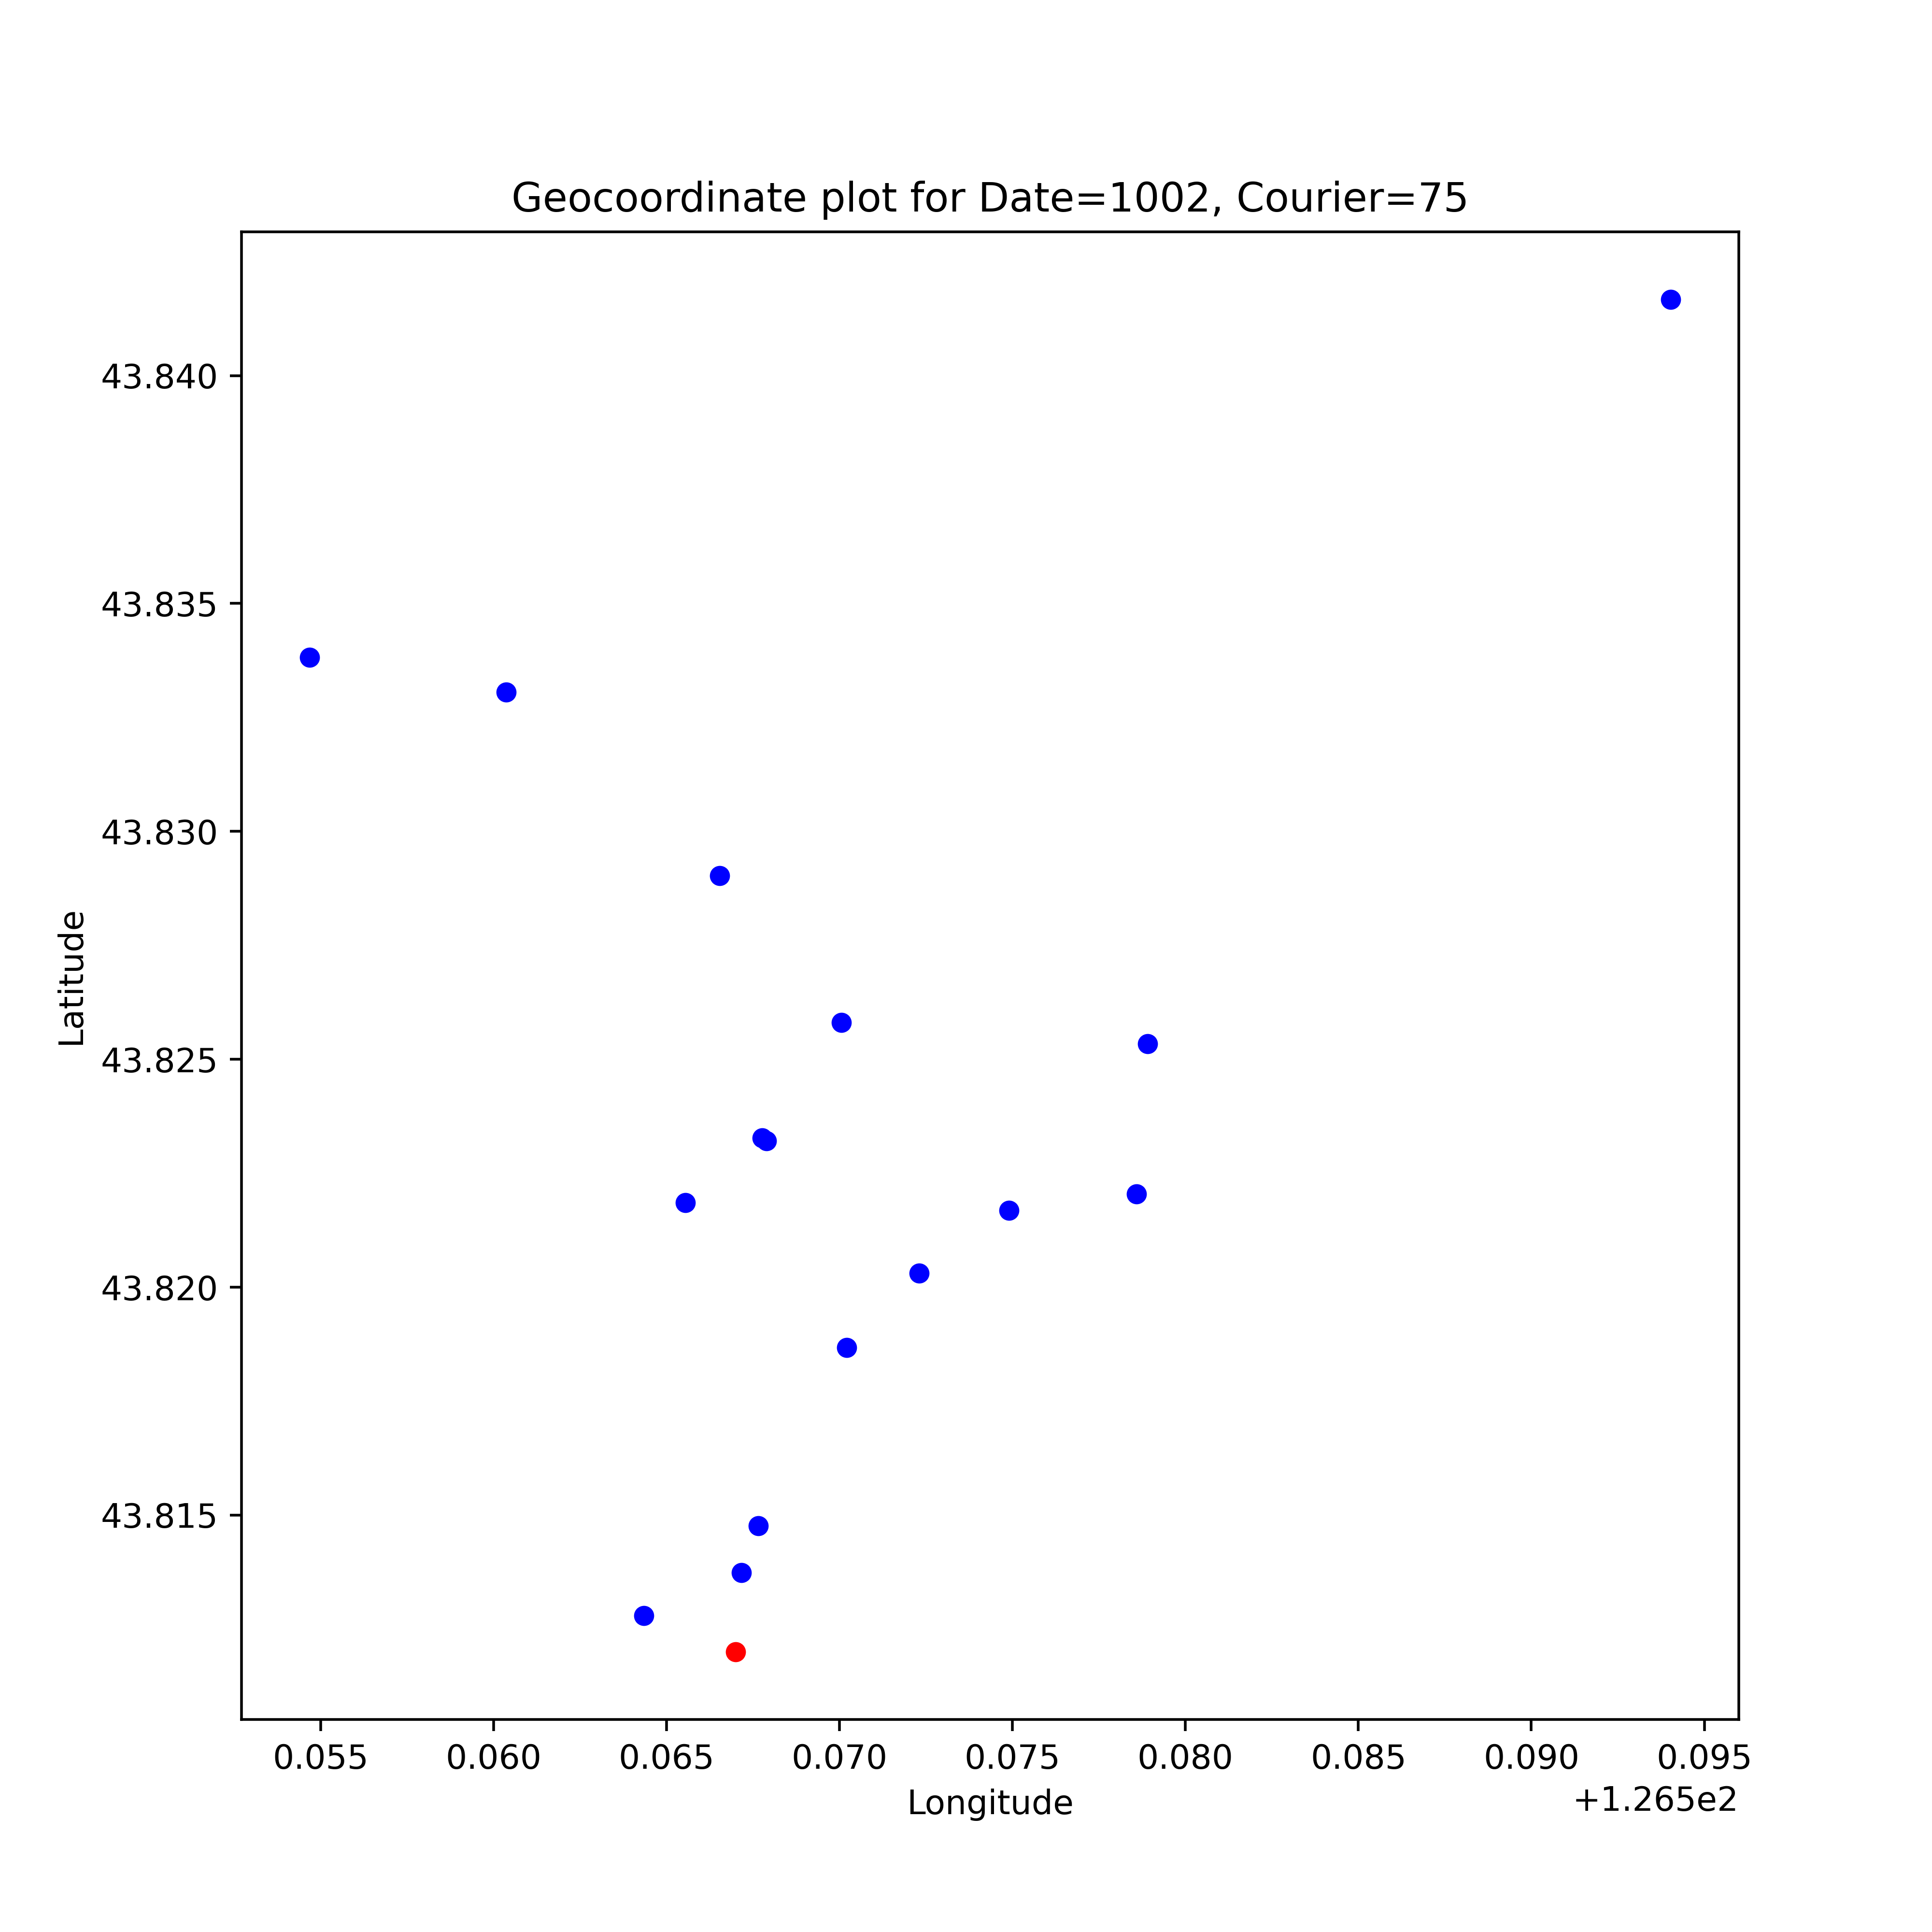 Geocoordinate plot for Date=1002, Courier=75
43.840
43.835
43.830
43.825
43.820
43.815
Latitude
0.055 0.060 0.065 0.070 0.075 0.080 0.085 0.090 0.095
+1.265e2
Longitude